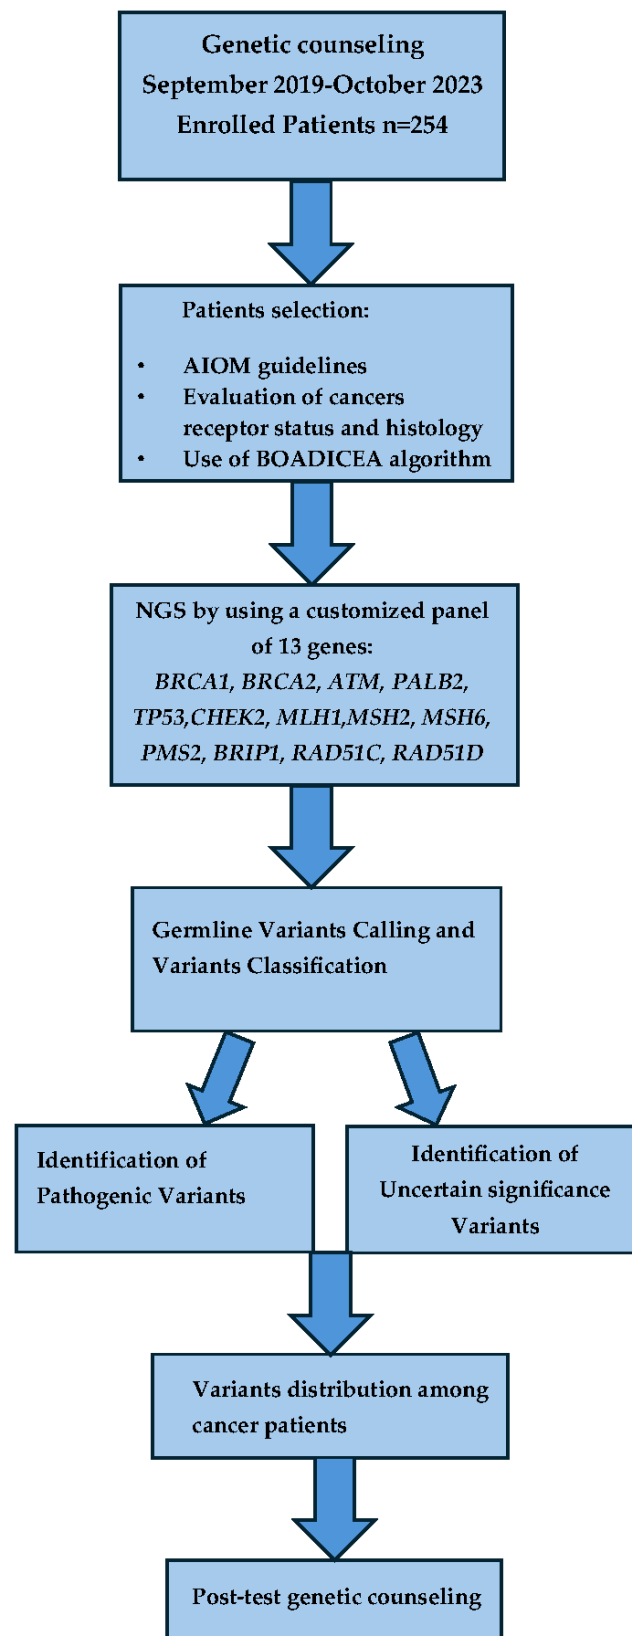 Genetic counseling
September 2019-October 2023
Enrolled Patients n=254
Patients selection:
• AIOM guidelines
• Evaluation of cancers
receptor status and histology
• Use of BOADICEA algorithm
NGS by using a customized panel
of 13 genes:
BRCA1, BRCA2, ATM, PALB2,
TP53,CHEK2, MLH1,MSH2, MSH6,
PMS2, BRIP1, RAD51C, RAD51D
Germline Variants Calling and
Variants Classification
Identification of
Pathogenic Variants
Identification of
Uncertain significance
Variants
Variants distribution among
cancer patients
Post-test genetic counseling